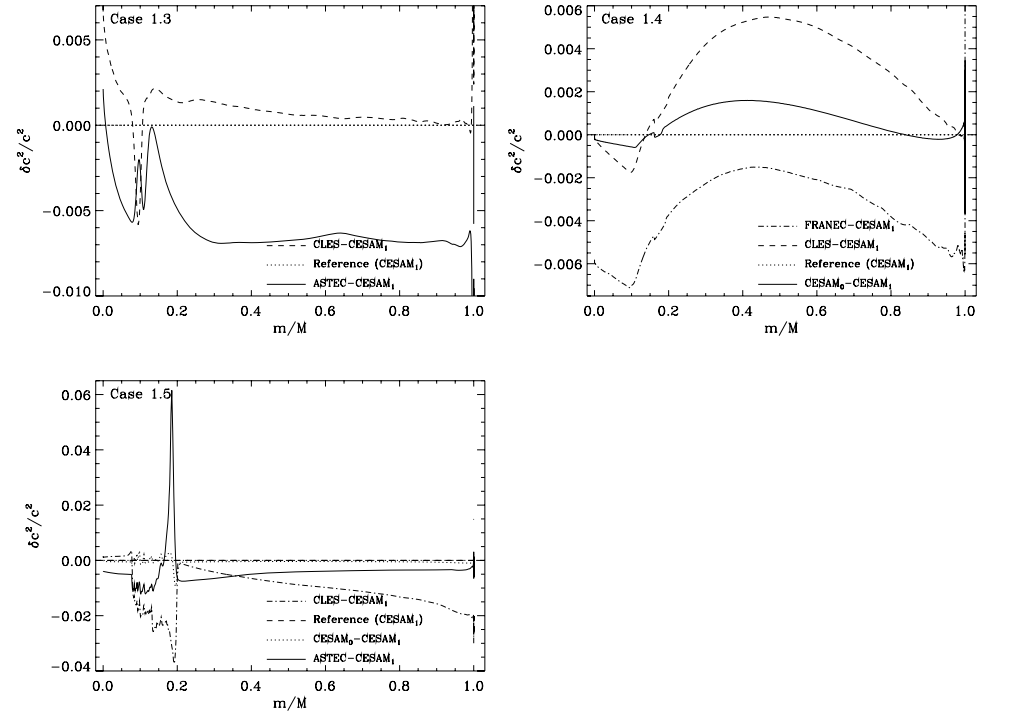 Case 1.3
0.005
0.000
−0.005
−0.010
δc²/c²
CLES−CESAM₁
Reference (CESAM₁)
ASTEC−CESAM₁
0.0 0.2 0.4 0.6 0.8 1.0
m/M
Case 1.4
0.006
0.004
0.002
0.000
−0.002
−0.004
−0.006
δc²/c²
FRANEC−CESAM₁
CLES−CESAM₁
Reference (CESAM₁)
CESAM₀−CESAM₁
0.0 0.2 0.4 0.6 0.8 1.0
m/M
Case 1.5
0.06
0.04
0.02
0.00
−0.02
−0.04
δc²/c²
CLES−CESAM₁
Reference (CESAM₁)
CESAM₀−CESAM₁
ASTEC−CESAM₁
0.0 0.2 0.4 0.6 0.8 1.0
m/M